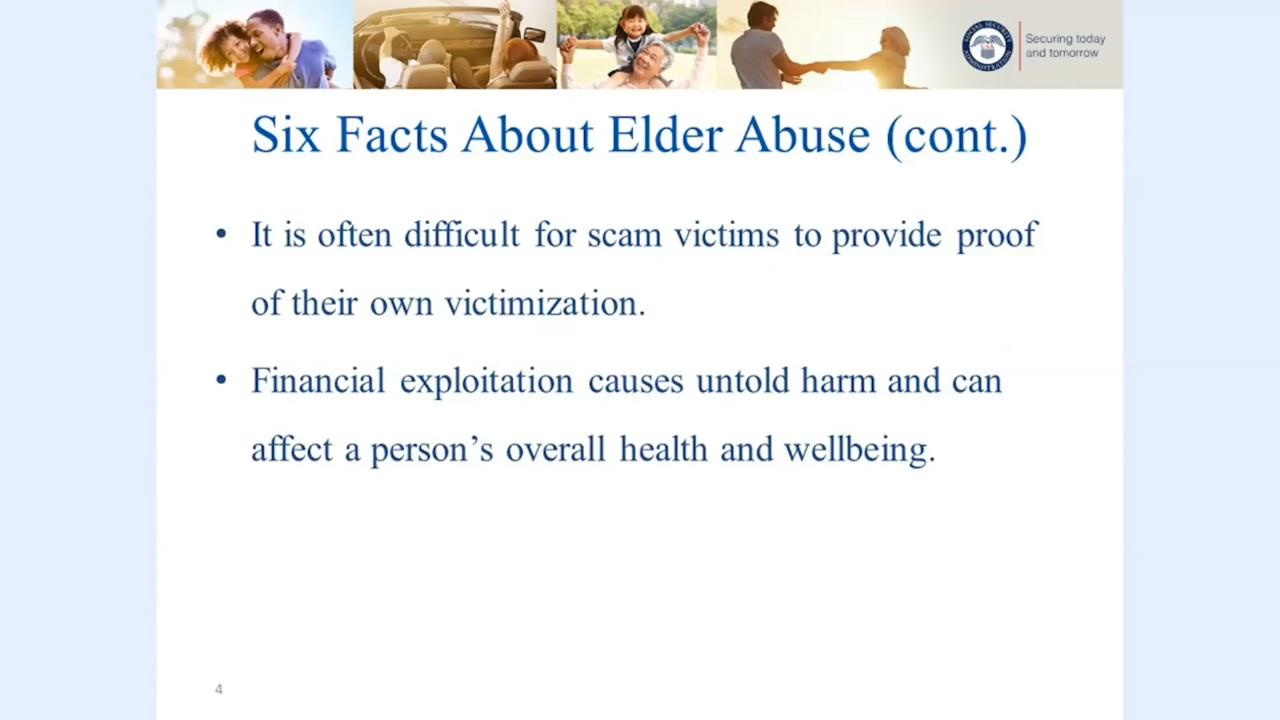 Securing today
and tomorrow
Six Facts About Elder Abuse (cont.)
• It is often difficult for scam victims to provide proof
of their own victimization.
• Financial exploitation causes untold harm and can
affect a person’s overall health and wellbeing.
4